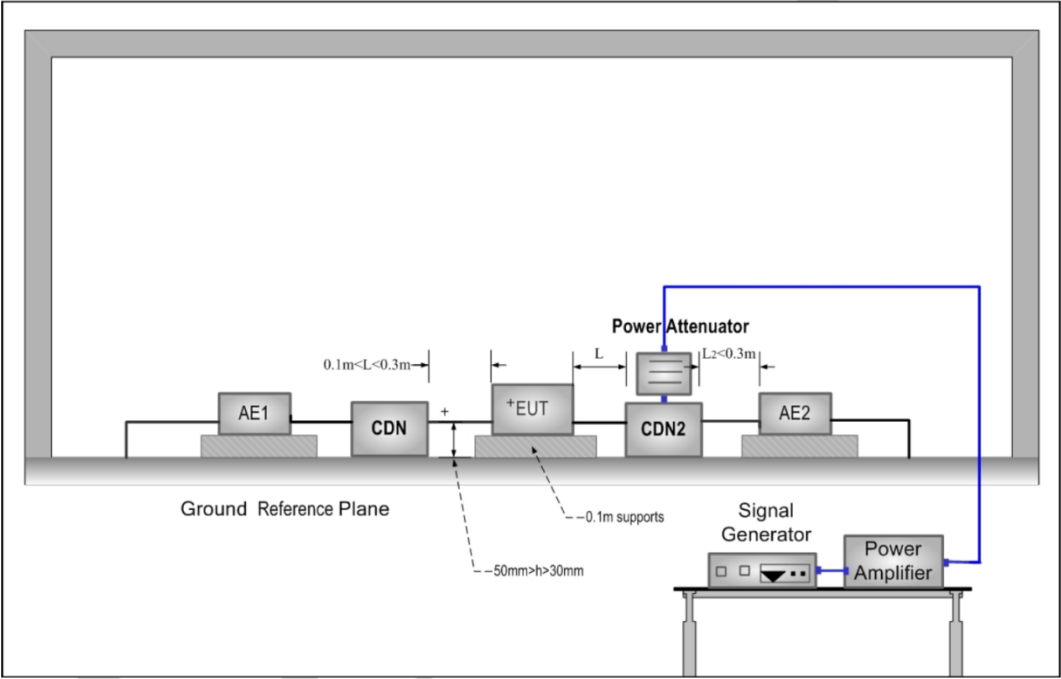 Power Attenuator
0.1m<L<0.3m
L
L2<0.3m
AE1
CDN
+
+EUT
CDN2
AE2
Ground Reference Plane
0.1m supports
50mm>h>30mm
Signal
Generator
Power
Amplifier